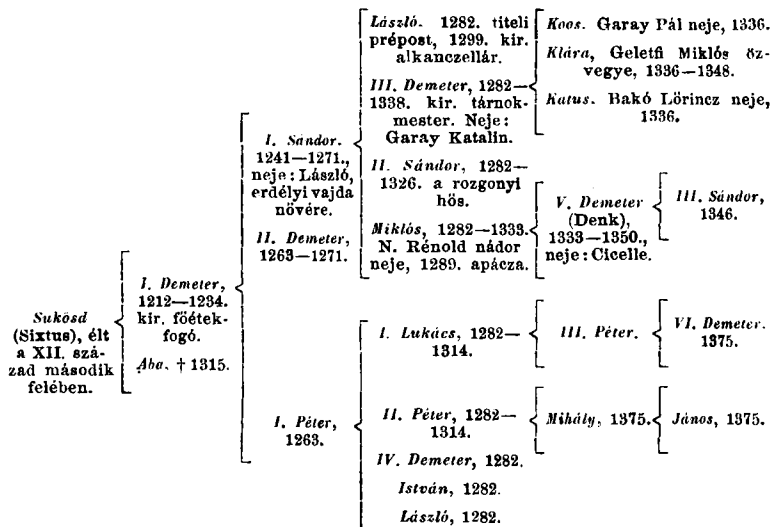 Sukösd
(Sixtus), élt
a XII. szá-
zad második
felében.
I. Demeter,
1212—1234.
kir. főétek-
fogó.
Aba. † 1315.
I. Sándor.
1241—1271.,
neje: László,
erdélyi vajda
növére.
II. Demeter,
1263—1271.
I. Péter,
1263.
László. 1282. titeli
prépost, 1299. kir.
alkanczellár.
III. Demeter, 1282—
1338. kir. tárnok-
mester. Neje:
Garay Katalin.
II. Sándor, 1282—
1326. a rozgonyi
hös.
Miklós, 1282—1333.
N. Rénold nádor
neje, 1289. apácza.
Koos. Garay Pál neje, 1336.
Klára, Geletfi Miklós öz-
vegye, 1336—1348.
Katus. Bakó Lörincz neje,
1336.
V. Demeter
(Denk),
1333—1350.,
neje: Cicelle.
III. Sándor,
1346.
I. Lukács, 1282—
1314.
III. Péter.
VI. Demeter.
1375.
II. Péter, 1282—
1314.
Mihály, 1375.
János, 1375.
IV. Demeter, 1282.
István, 1282.
László, 1282.